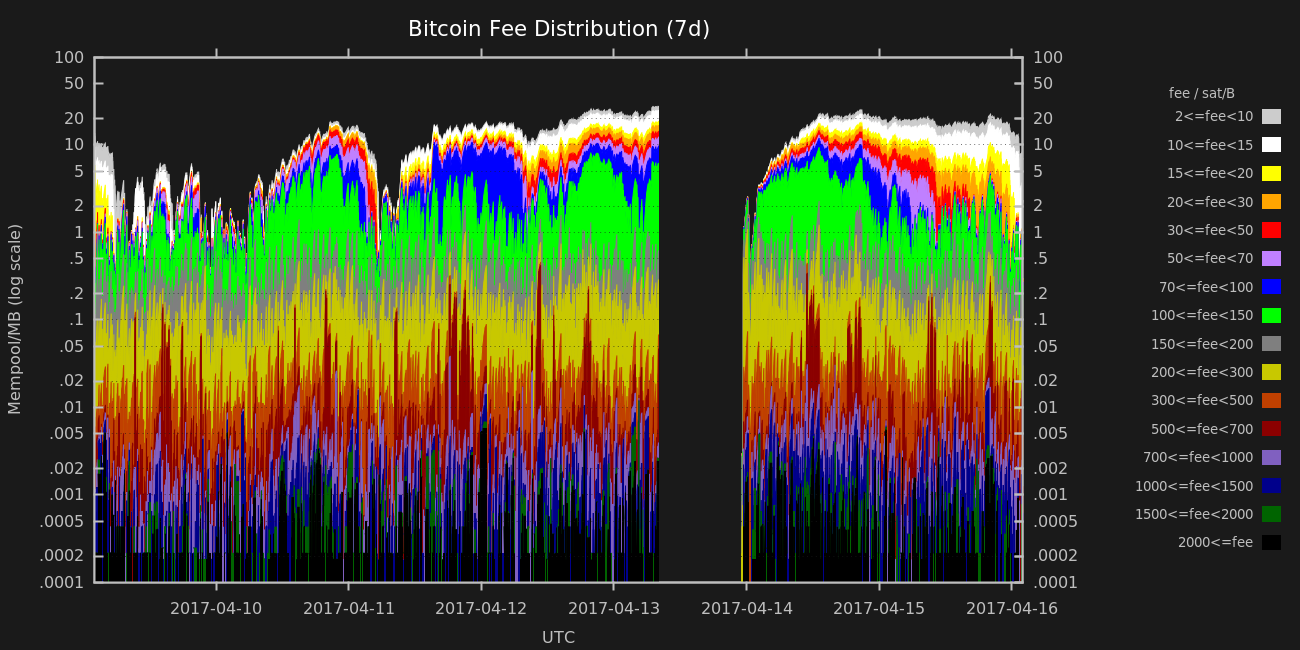 Bitcoin Fee Distribution (7d)
100
50
20
10
5
2
1
.5
.2
.1
.05
.02
.01
.005
.002
.001
.0005
.0002
.0001
Mempool/MB (log scale)
100
50
20
10
5
2
1
.5
.2
.1
.05
.02
.01
.005
.002
.001
.0005
.0002
.0001
2017-04-10 2017-04-11 2017-04-12 2017-04-13 2017-04-14 2017-04-15 2017-04-16
UTC
fee / sat/B
2<=fee<10
10<=fee<15
15<=fee<20
20<=fee<30
30<=fee<50
50<=fee<70
70<=fee<100
100<=fee<150
150<=fee<200
200<=fee<300
300<=fee<500
500<=fee<700
700<=fee<1000
1000<=fee<1500
1500<=fee<2000
2000<=fee